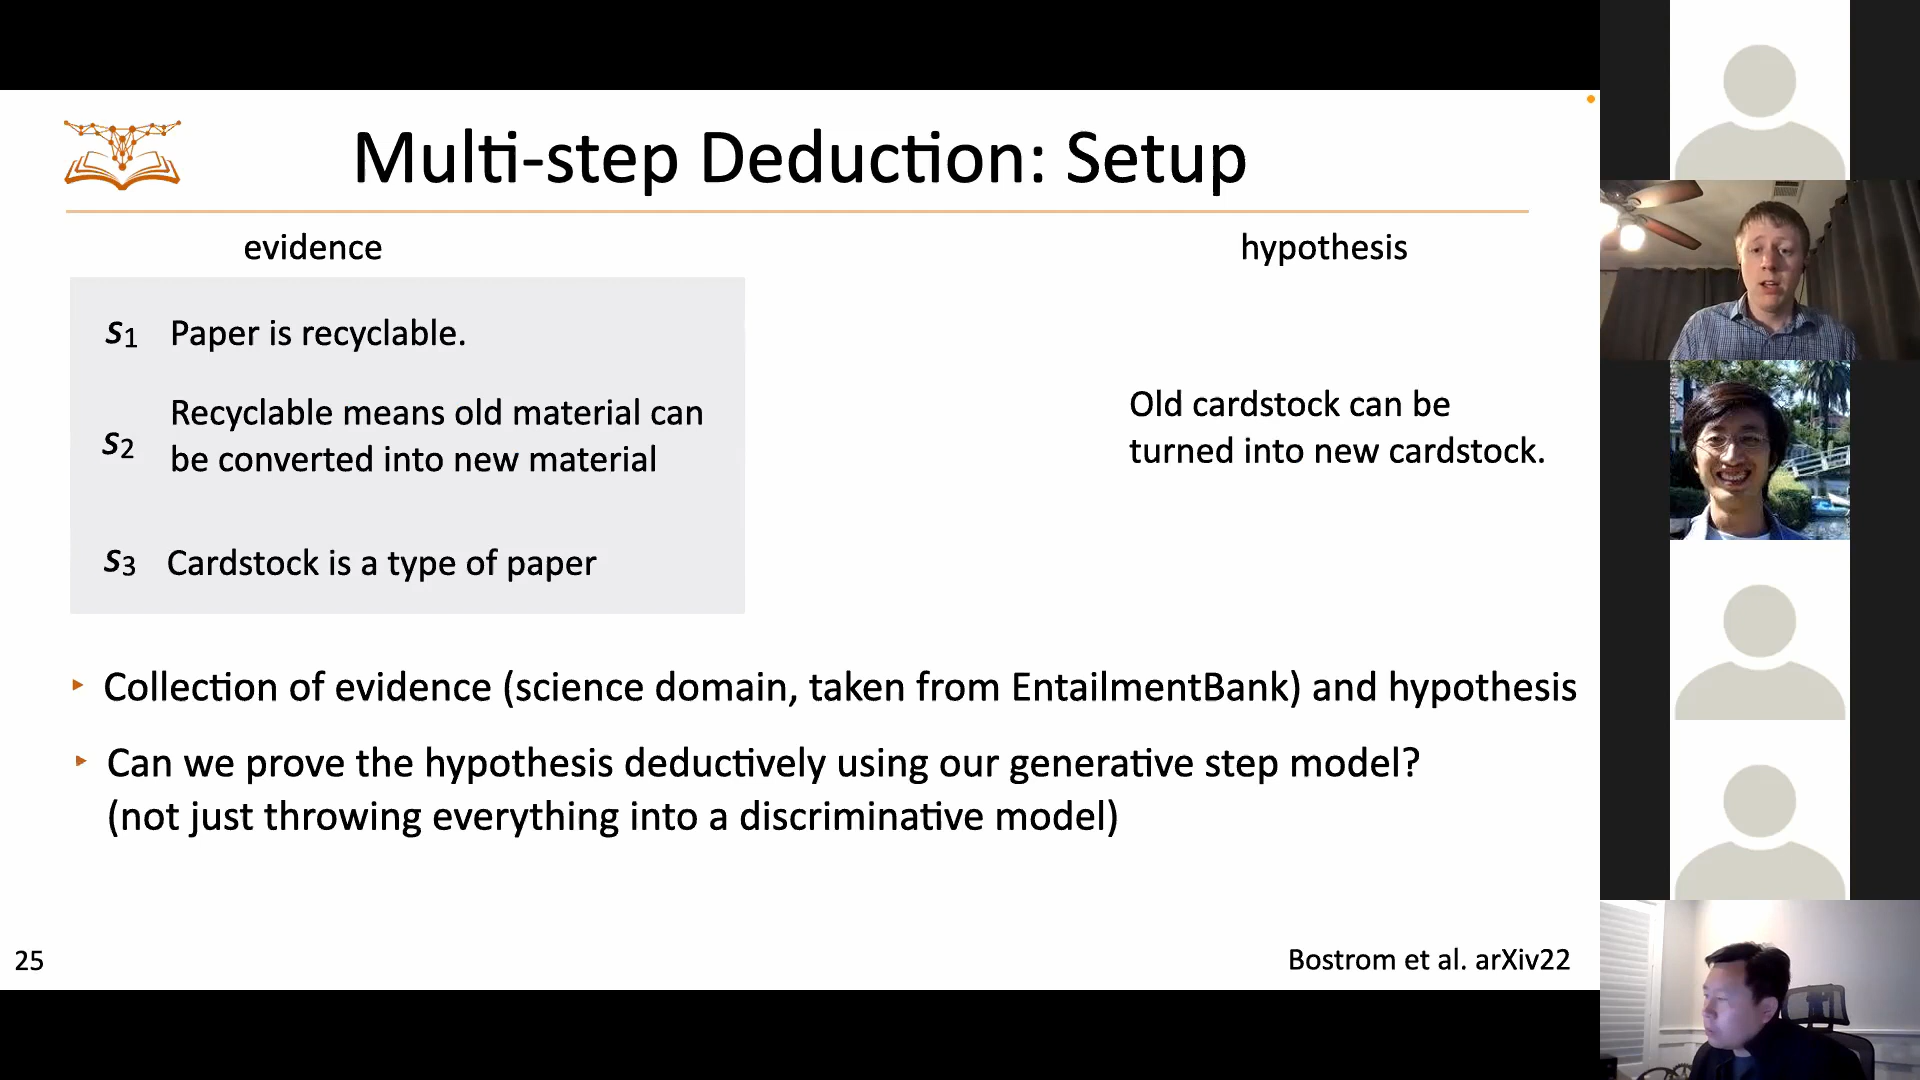 Multi-step Deduction: Setup
evidence
hypothesis
s1 Paper is recyclable.
s2 Recyclable means old material can
be converted into new material
s3 Cardstock is a type of paper
Old cardstock can be
turned into new cardstock.
‣ Collection of evidence (science domain, taken from EntailmentBank) and hypothesis
‣ Can we prove the hypothesis deductively using our generative step model?
(not just throwing everything into a discriminative model)
25
Bostrom et al. arXiv22